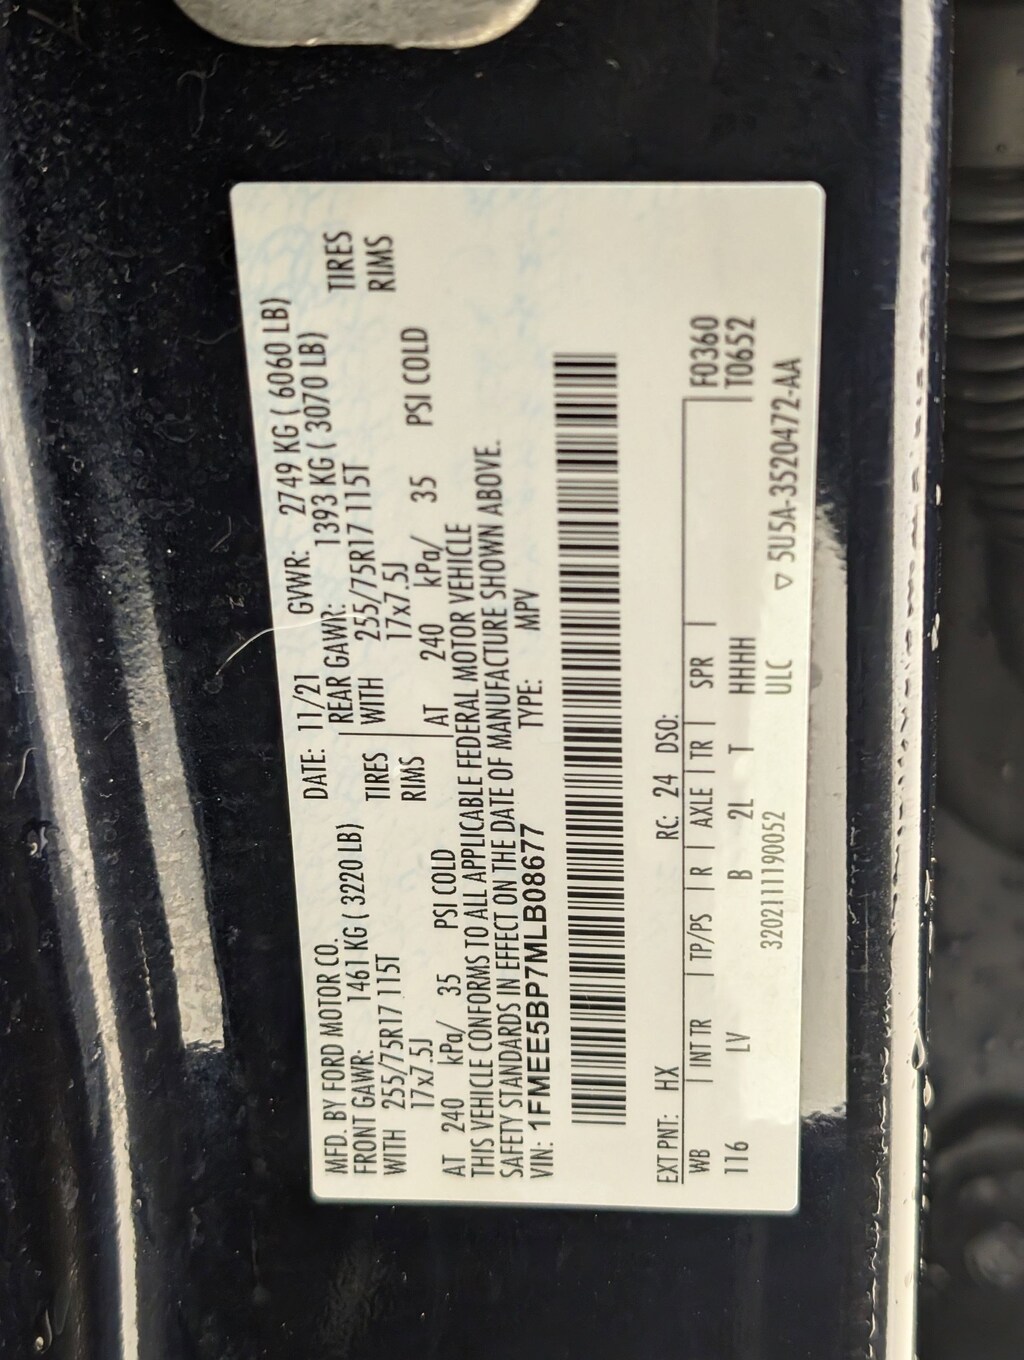 MFD. BY FORD MOTOR CO. DATE: 11/21 GVWR: 2749 KG ( 6060 LB)
FRONT GAWR: 1461 KG ( 3220 LB) REAR GAWR: 1393 KG ( 3070 LB)
WITH 255/75R17 115T TIRES WITH 255/75R17 115T TIRES
17x7.5J RIMS 17x7.5J RIMS
AT 240 kPa/ 35 PSI COLD AT 240 kPa/ 35 PSI COLD
THIS VEHICLE CONFORMS TO ALL APPLICABLE FEDERAL MOTOR VEHICLE
SAFETY STANDARDS IN EFFECT ON THE DATE OF MANUFACTURE SHOWN ABOVE.
VIN: 1FMEE5BP7MLB08677 TYPE: MPV
EXT PNT: HX RC: 24 DSO:
WB INT TR TP/PS R AXLE TR SPR F0360
116 LV B 2L T HHHH T0652
3202111190052 ULC ▽ 5U5A-3520472-AA